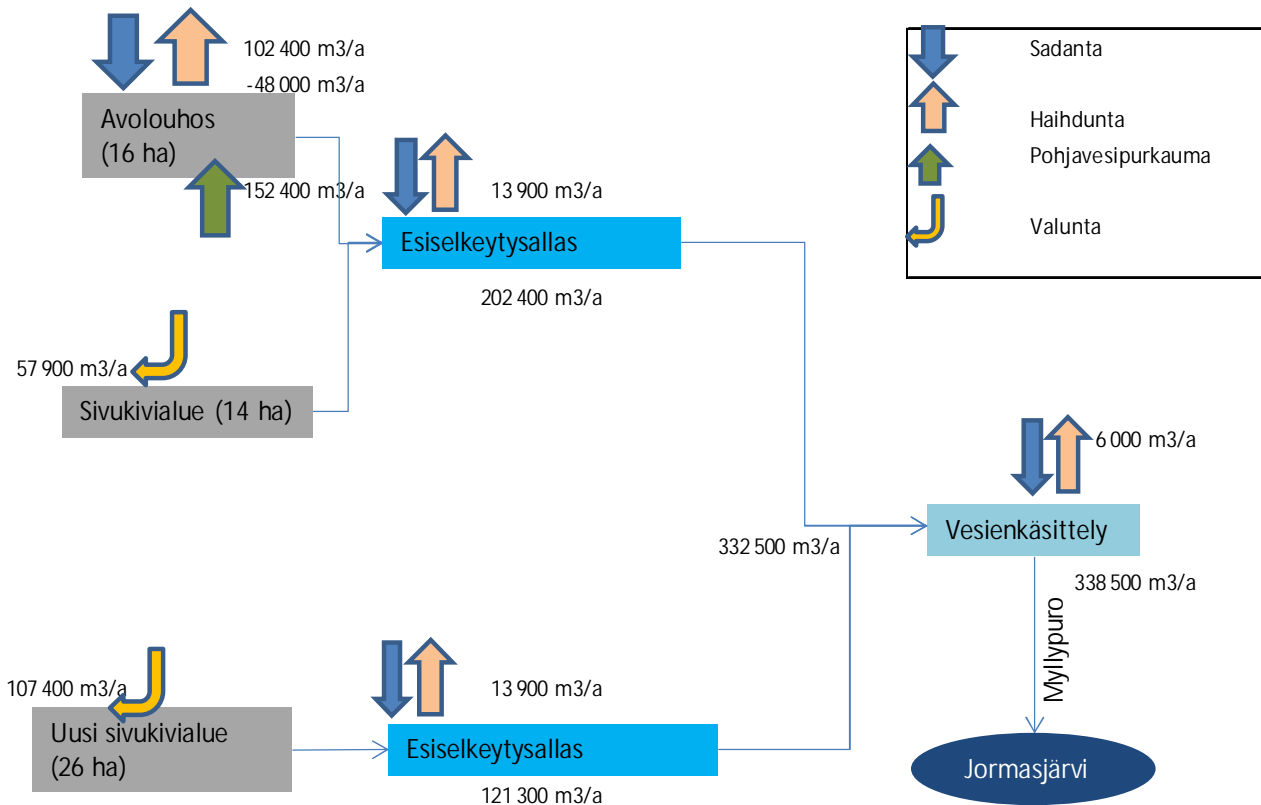 102 400 m3/a
-48 000 m3/a
Avolouhos
(16 ha)
152 400 m3/a
13 900 m3/a
Esiselkeytysallas
202 400 m3/a
57 900 m3/a
Sivukivialue (14 ha)
Sadanta
Haihdunta
Pohjavesipurkauma
Valunta
6 000 m3/a
Vesienkäsittely
332 500 m3/a
338 500 m3/a
Myllypuro
107 400 m3/a
Uusi sivukivialue
(26 ha)
13 900 m3/a
Esiselkeytysallas
121 300 m3/a
Jormasjärvi